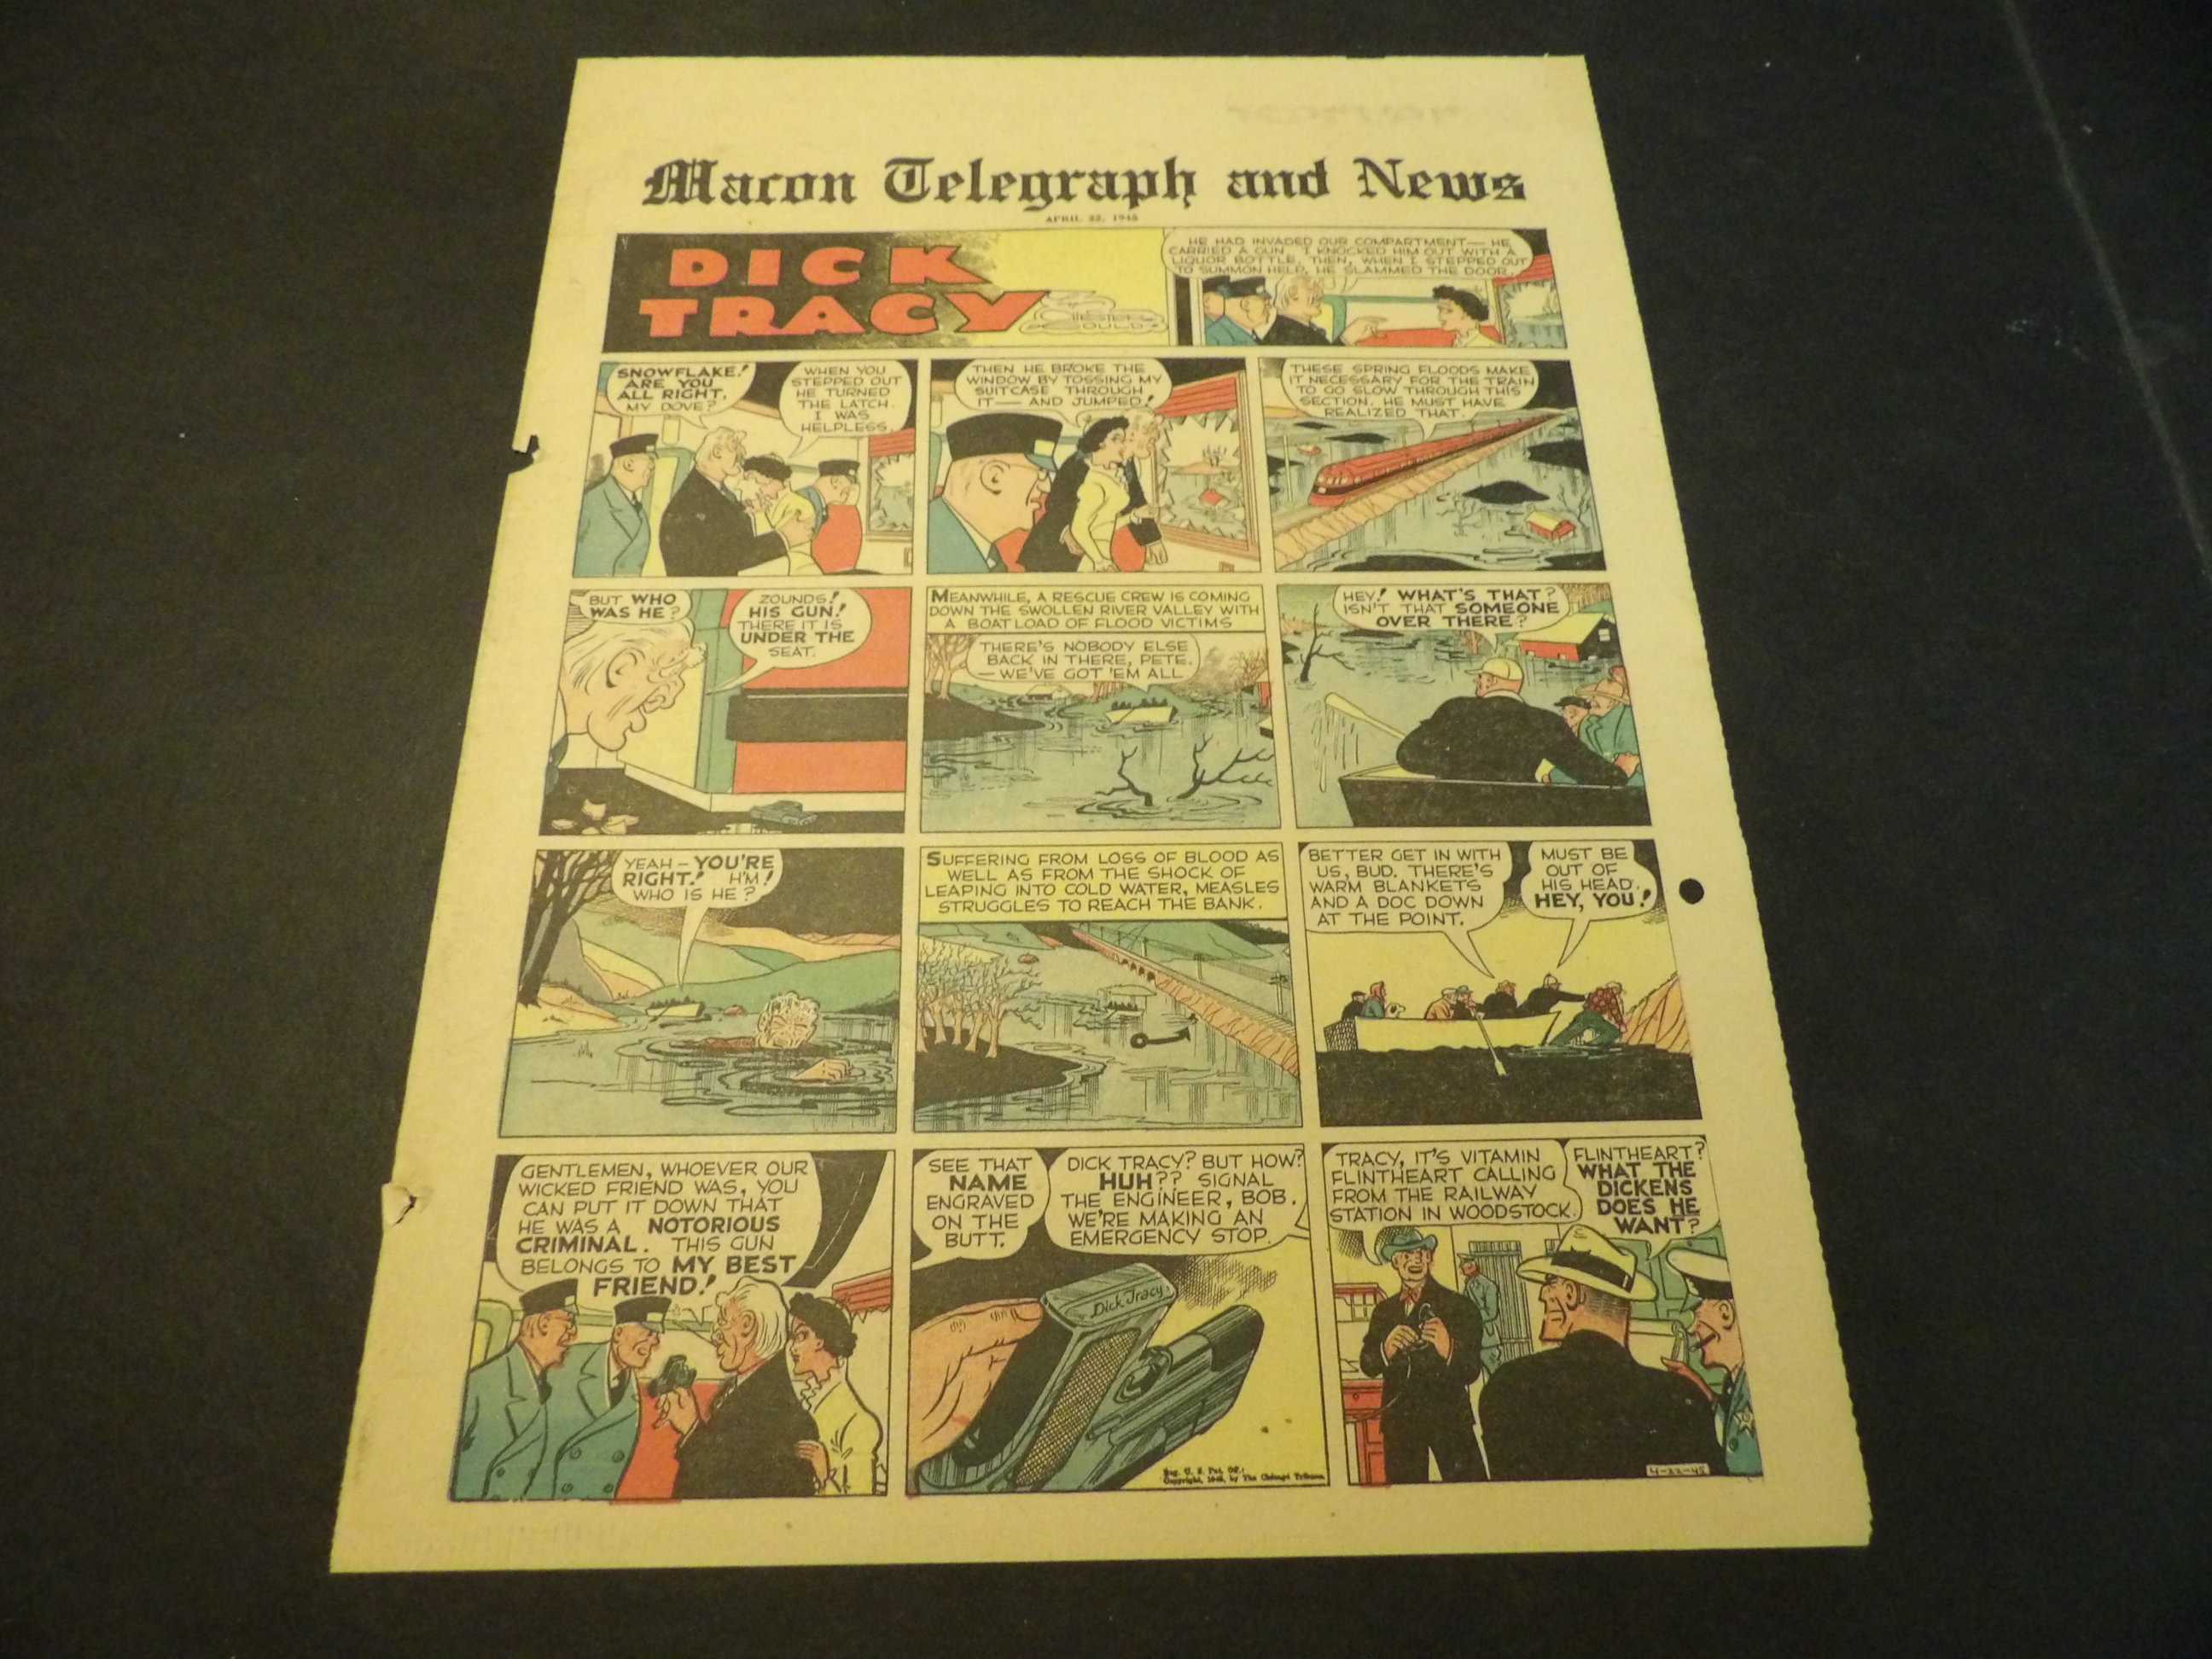 Macon Telegraph and News
APRIL 22, 1945
DICK
TRACY
CHESTER
GOULD
HE HAD INVADED OUR COMPARTMENT— HE
CARRIED A GUN. I KNOCKED HIM OUT WITH A
LIQUOR BOTTLE. THEN, WHEN I STEPPED OUT
TO SUMMON HELP, HE SLAMMED THE DOOR.
SNOWFLAKE!
ARE YOU
ALL RIGHT,
MY DOVE?
WHEN YOU
STEPPED OUT
HE TURNED
THE LATCH.
I WAS
HELPLESS.
THEN HE BROKE THE
WINDOW BY TOSSING MY
SUITCASE THROUGH
IT — AND JUMPED!
THESE SPRING FLOODS MAKE
IT NECESSARY FOR THE TRAIN
TO GO SLOW THROUGH THIS
SECTION. HE MUST HAVE
REALIZED THAT.
BUT WHO
WAS HE?
ZOUNDS!
HIS GUN!
THERE IT IS
UNDER THE
SEAT.
MEANWHILE, A RESCUE CREW IS COMING
DOWN THE SWOLLEN RIVER VALLEY WITH
A BOATLOAD OF FLOOD VICTIMS
THERE'S NOBODY ELSE
BACK IN THERE, PETE.
— WE'VE GOT 'EM ALL
HEY! WHAT'S THAT?
ISN'T THAT SOMEONE
OVER THERE?
YEAH — YOU'RE
RIGHT! H'M!
WHO IS HE?
SUFFERING FROM LOSS OF BLOOD AS
WELL AS FROM THE SHOCK OF
LEAPING INTO COLD WATER, MEASLES
STRUGGLES TO REACH THE BANK.
BETTER GET IN WITH
US, BUD. THERE'S
WARM BLANKETS
AND A DOC DOWN
AT THE POINT.
MUST BE
OUT OF
HIS HEAD.
HEY, YOU!
GENTLEMEN, WHOEVER OUR
WICKED FRIEND WAS, YOU
CAN PUT IT DOWN THAT
HE WAS A NOTORIOUS
CRIMINAL. THIS GUN
BELONGS TO MY BEST
FRIEND!
SEE THAT
NAME
ENGRAVED
ON THE
BUTT.
DICK TRACY? BUT HOW?
HUH?? SIGNAL
THE ENGINEER, BOB.
WE'RE MAKING AN
EMERGENCY STOP.
Dick Tracy
Reg. U. S. Pat. Off.:
Copyright, 1945, by The Chicago Tribune
TRACY, IT'S VITAMIN
FLINTHEART CALLING
FROM THE RAILWAY
STATION IN WOODSTOCK.
FLINTHEART?
WHAT THE
DICKENS
DOES HE
WANT?
4-22-45